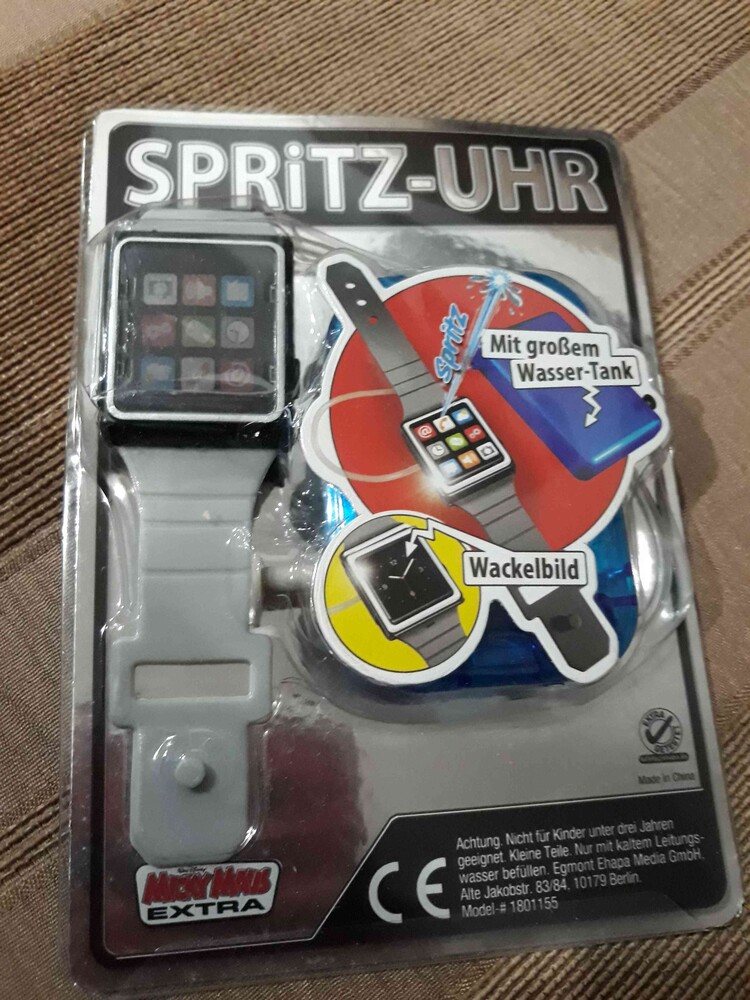 SPRiTZ-UHR
Spritz
Mit großem
Wasser-Tank
Wackelbild
EXTRA
GETESTET
Made in China
Micky Maus
EXTRA
CE
Achtung. Nicht für Kinder unter drei Jahren
geeignet. Kleine Teile. Nur mit kaltem Leitungs-
wasser befüllen. Egmont Ehapa Media GmbH,
Alte Jakobstr. 83/84, 10179 Berlin.
Model-# 1801155